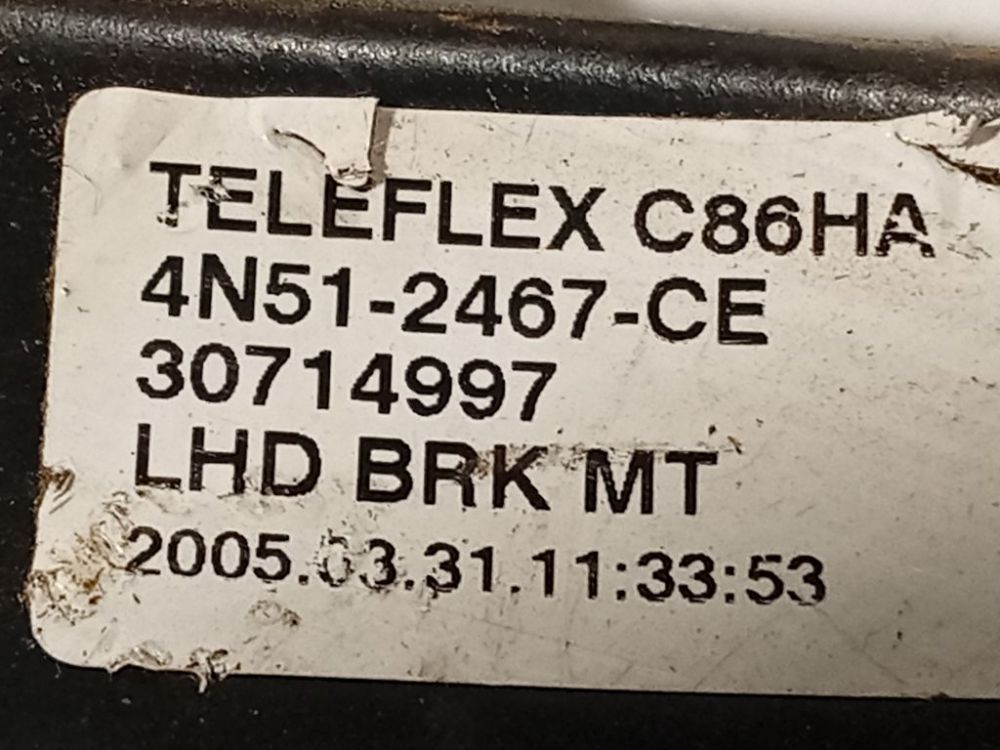 TELEFLEX C86HA
4N51-2467-CE
30714997
LHD BRK MT
2005.03.31.11:33:53